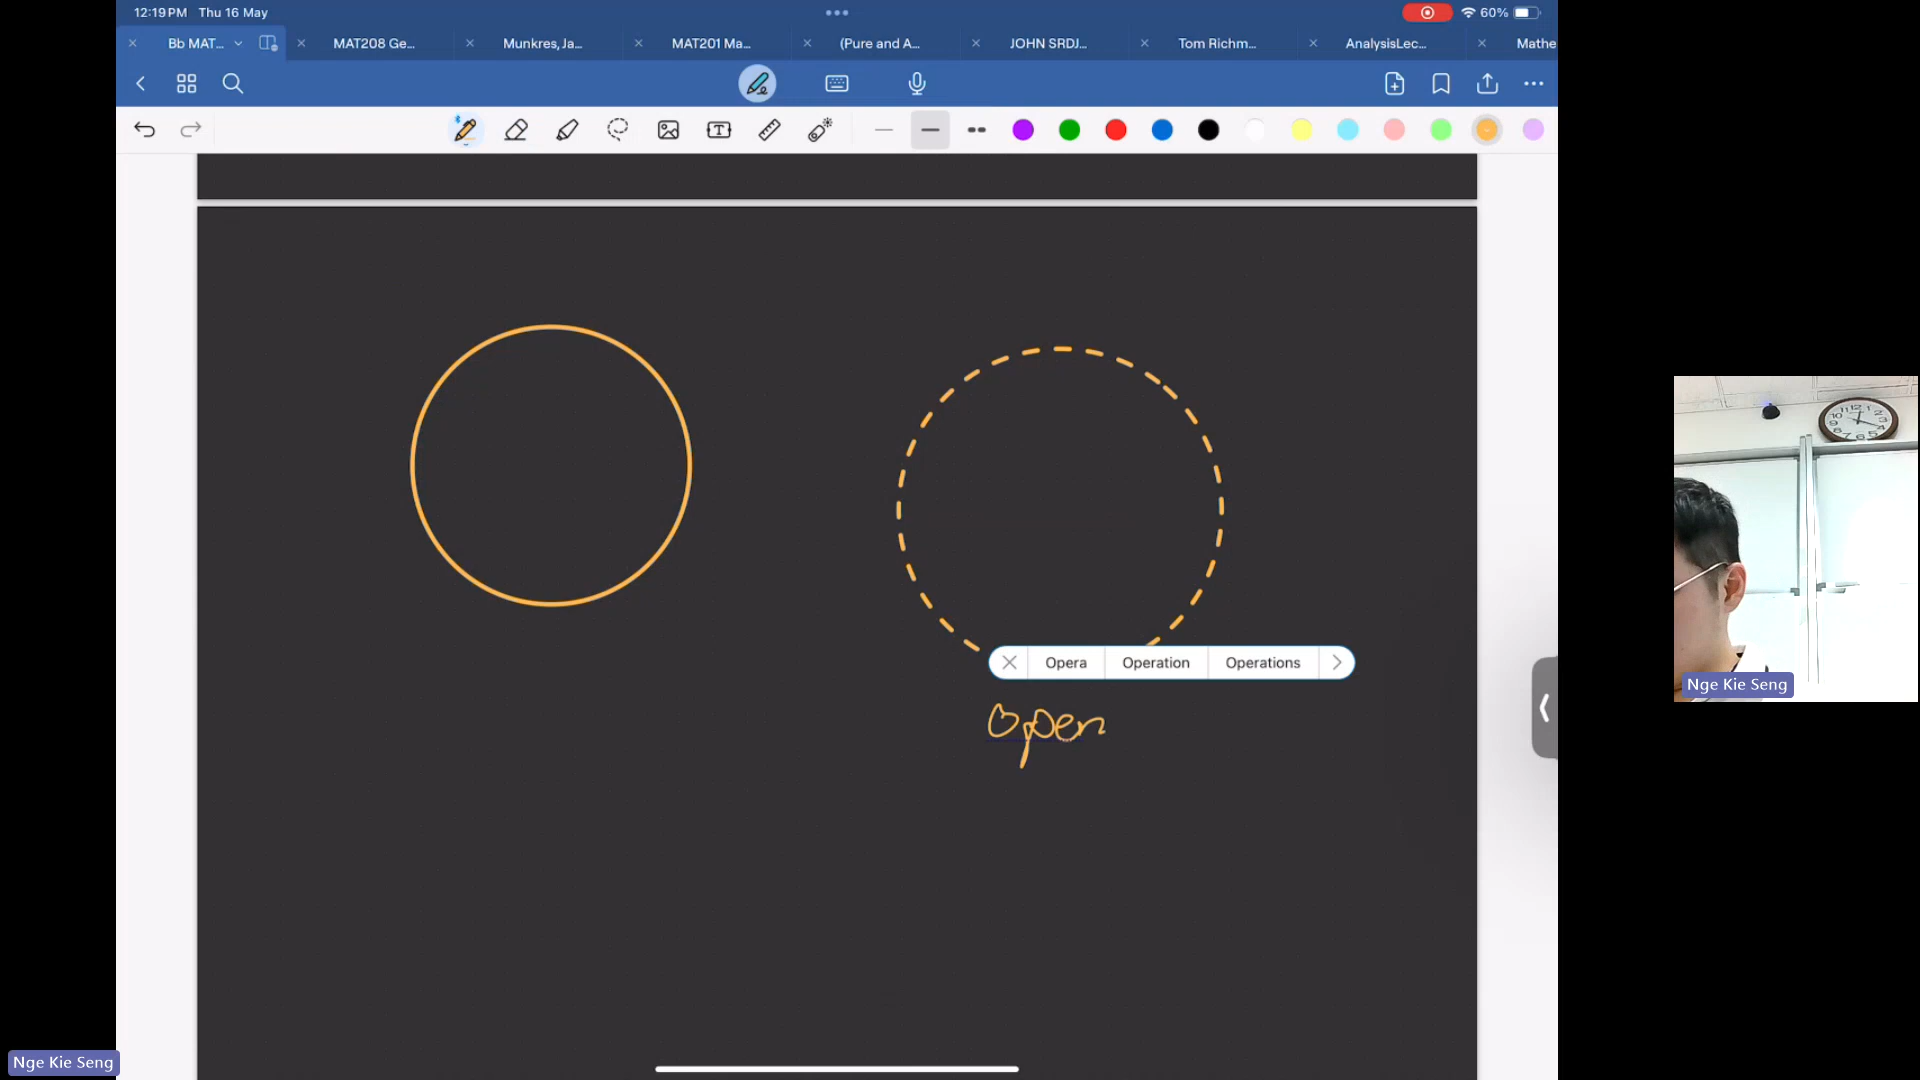 12:19 PM Thu 16 May
60%
Bb MAT...
MAT208 Ge...
Munkres, Ja...
MAT201 Ma...
(Pure and A...
JOHN SRDJ...
Tom Richm...
AnalysisLec...
Mathe
Opera Operation Operations
open
Nge Kie Seng
Nge Kie Seng